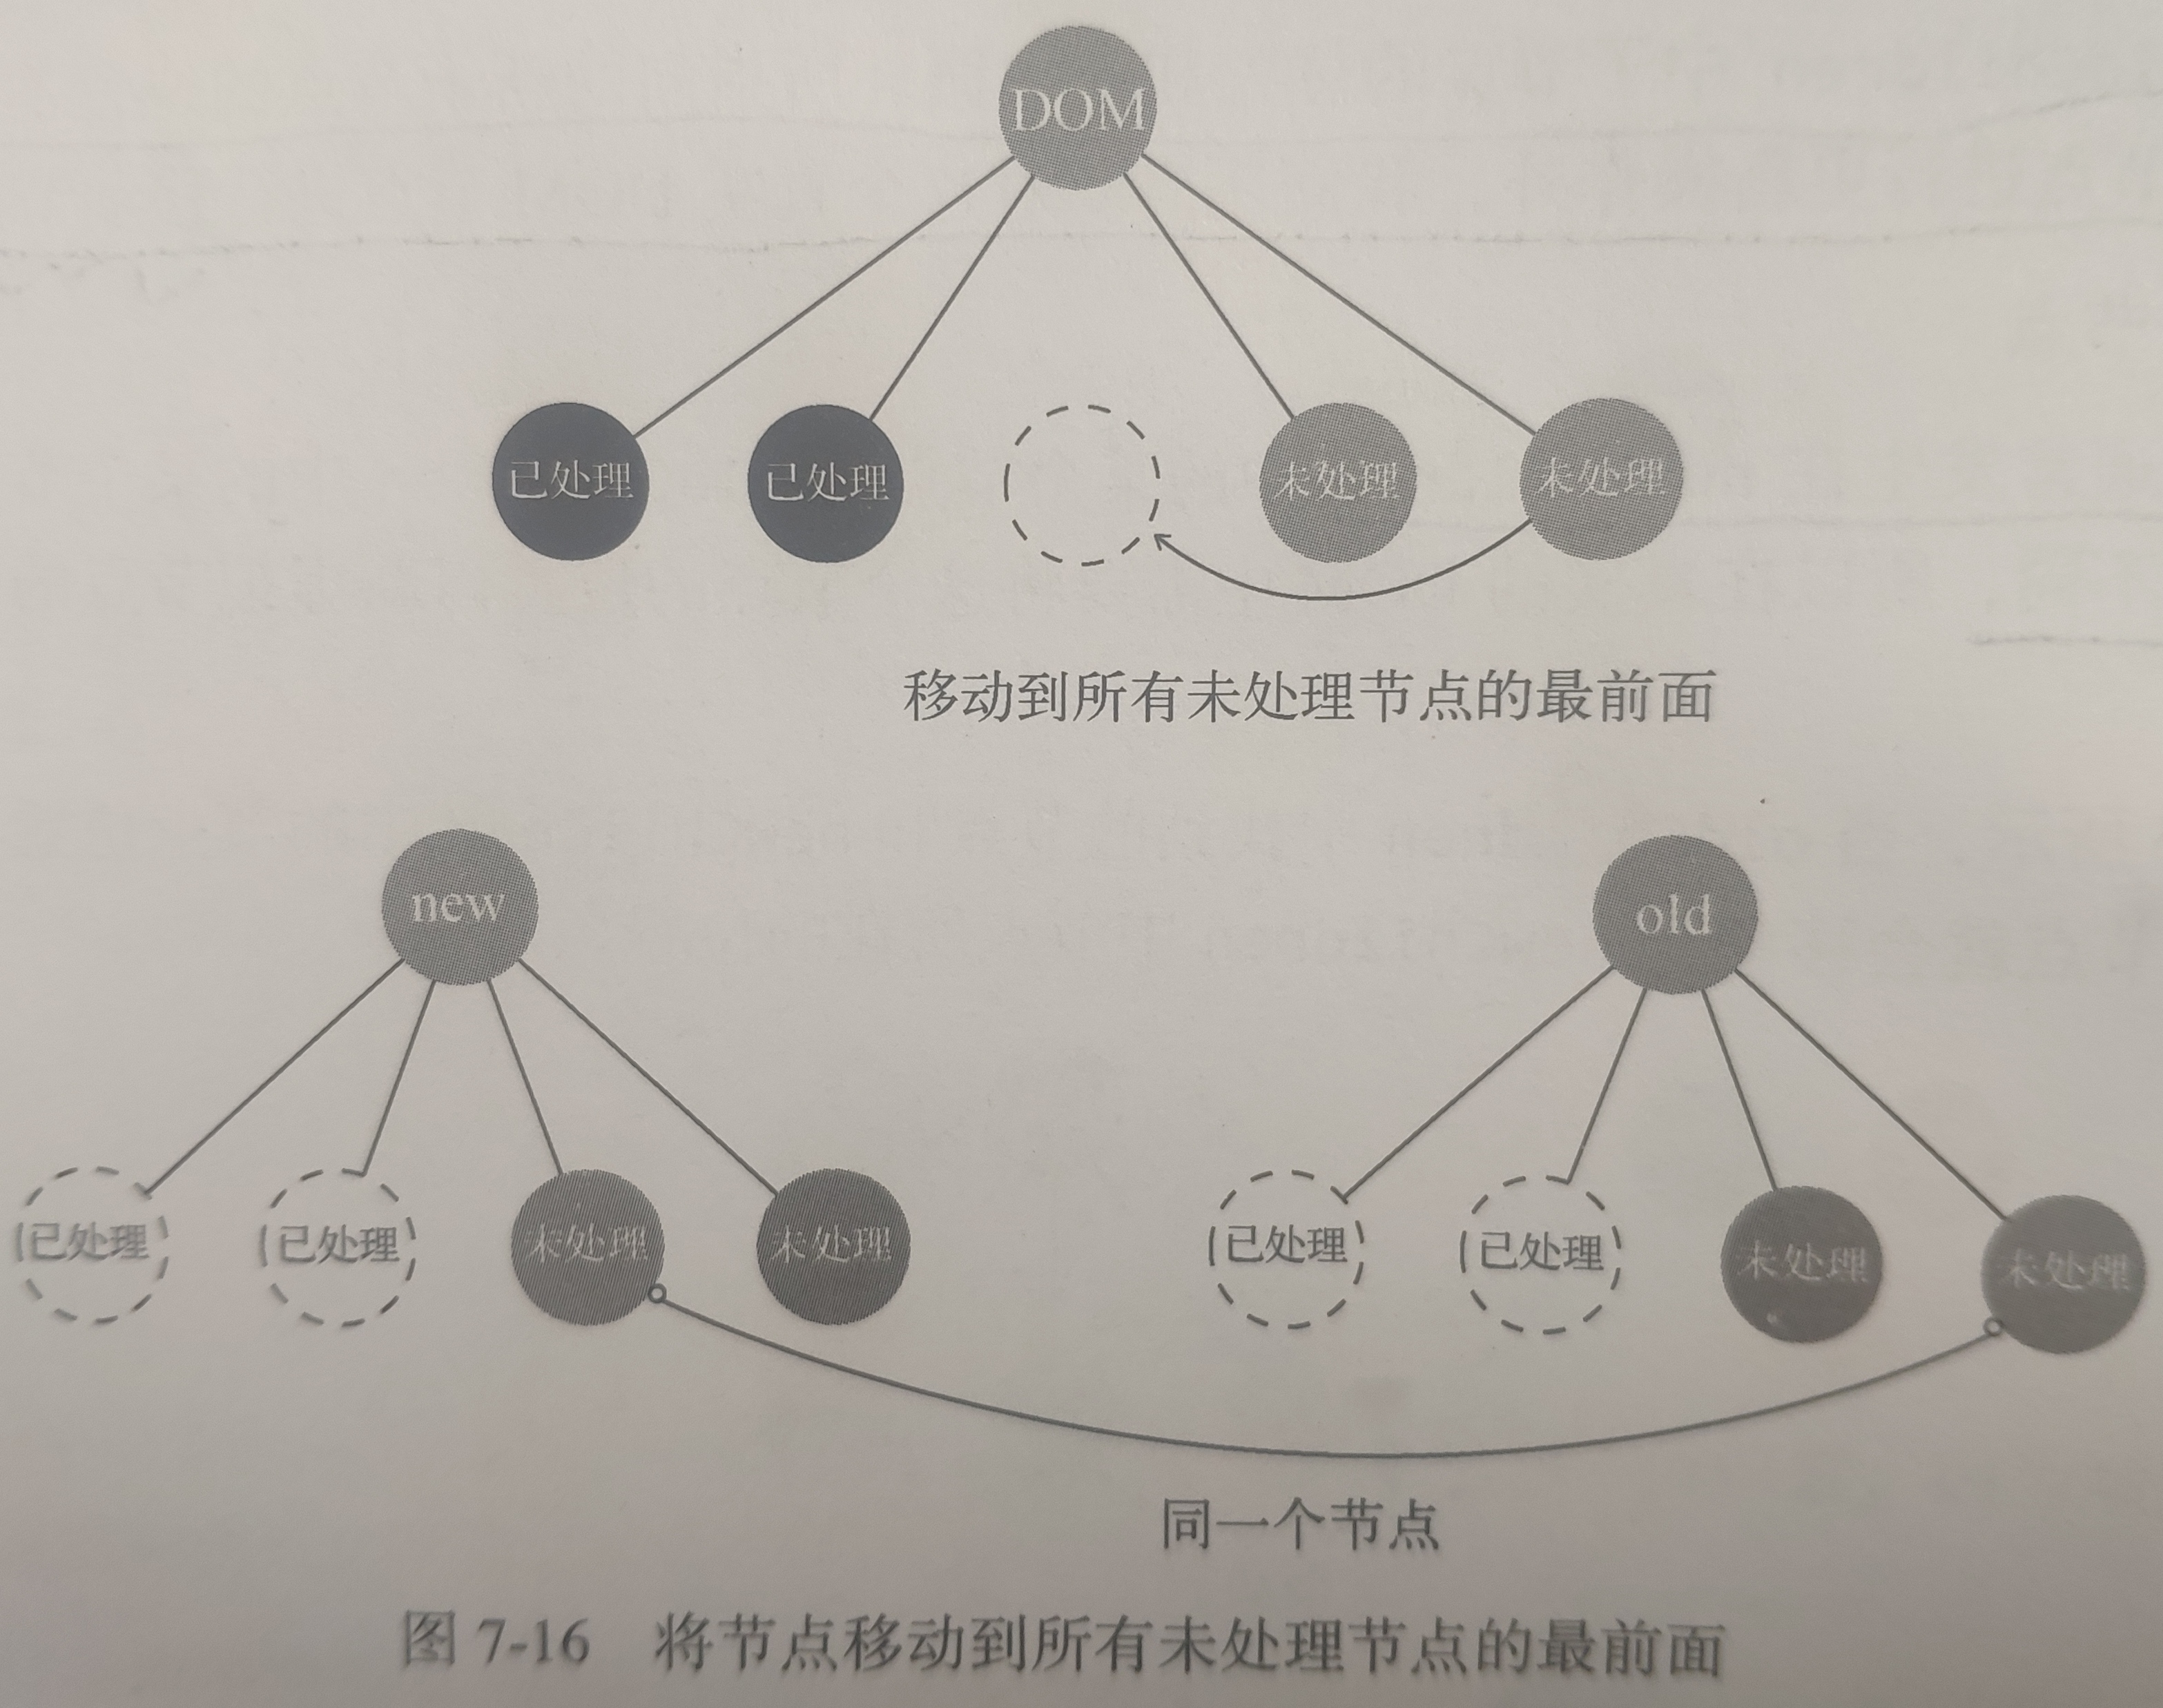 DOM
已处理
已处理
未处理
未处理
移动到所有未处理节点的最前面
new
old
已处理
已处理
未处理
未处理
已处理
已处理
未处理
未处理
同一个节点
图 7-16 将节点移动到所有未处理节点的最前面